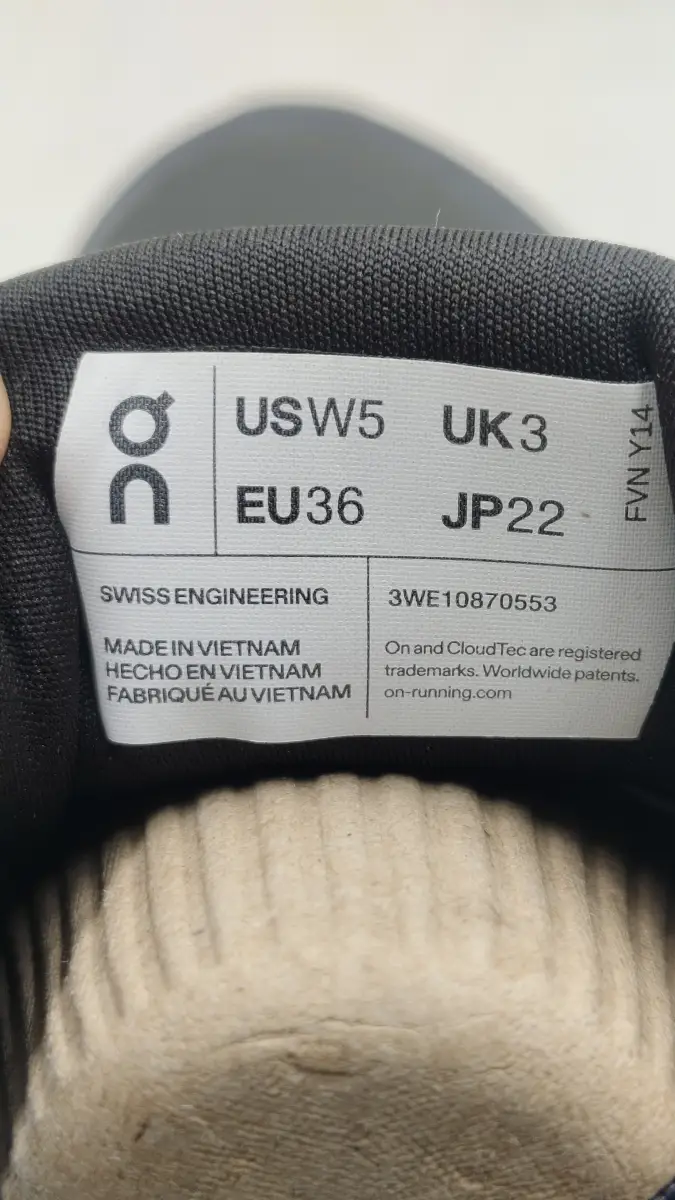 On
USW5 UK3
EU36 JP22
FVN Y14
SWISS ENGINEERING
MADE IN VIETNAM
HECHO EN VIETNAM
FABRIQUÉ AU VIETNAM
3WE10870553
On and CloudTec are registered
trademarks. Worldwide patents.
on-running.com